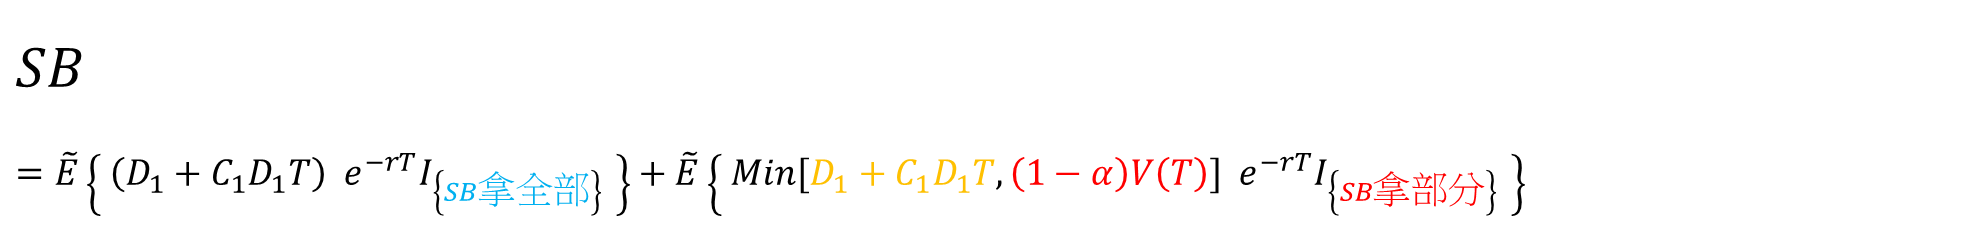 SB
= Ẽ { (D₁ + C₁D₁T) e^{−rT} I_{{SB拿全部}} } + Ẽ { Min[D₁ + C₁D₁T, (1 − α)V(T)] e^{−rT} I_{{SB拿部分}} }